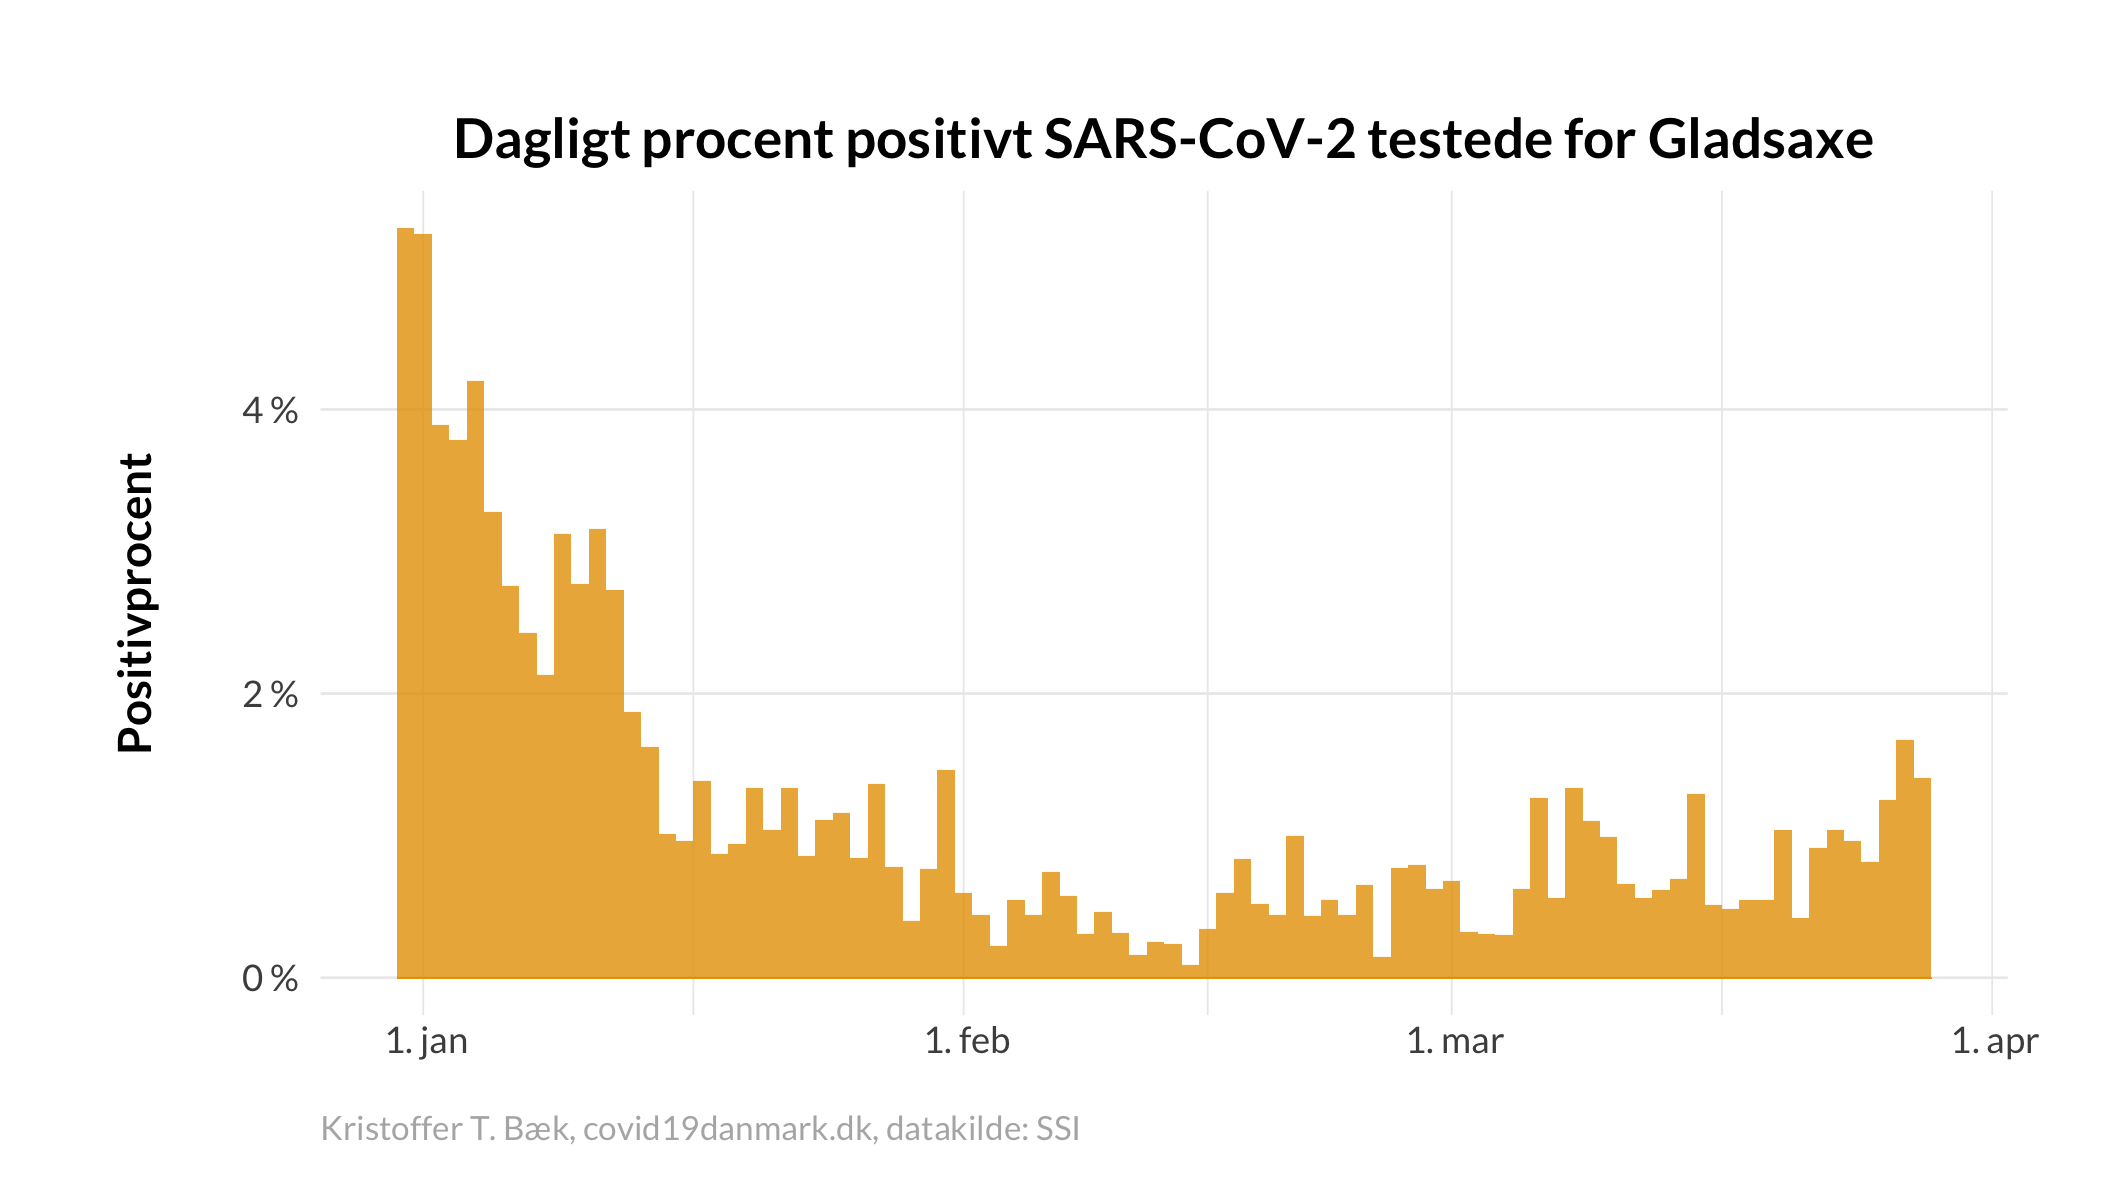 Dagligt procent positivt SARS-CoV-2 testede for Gladsaxe
Positivprocent
4 %
2 %
0 %
1. jan
1. feb
1. mar
1. apr
Kristoffer T. Bæk, covid19danmark.dk, datakilde: SSI